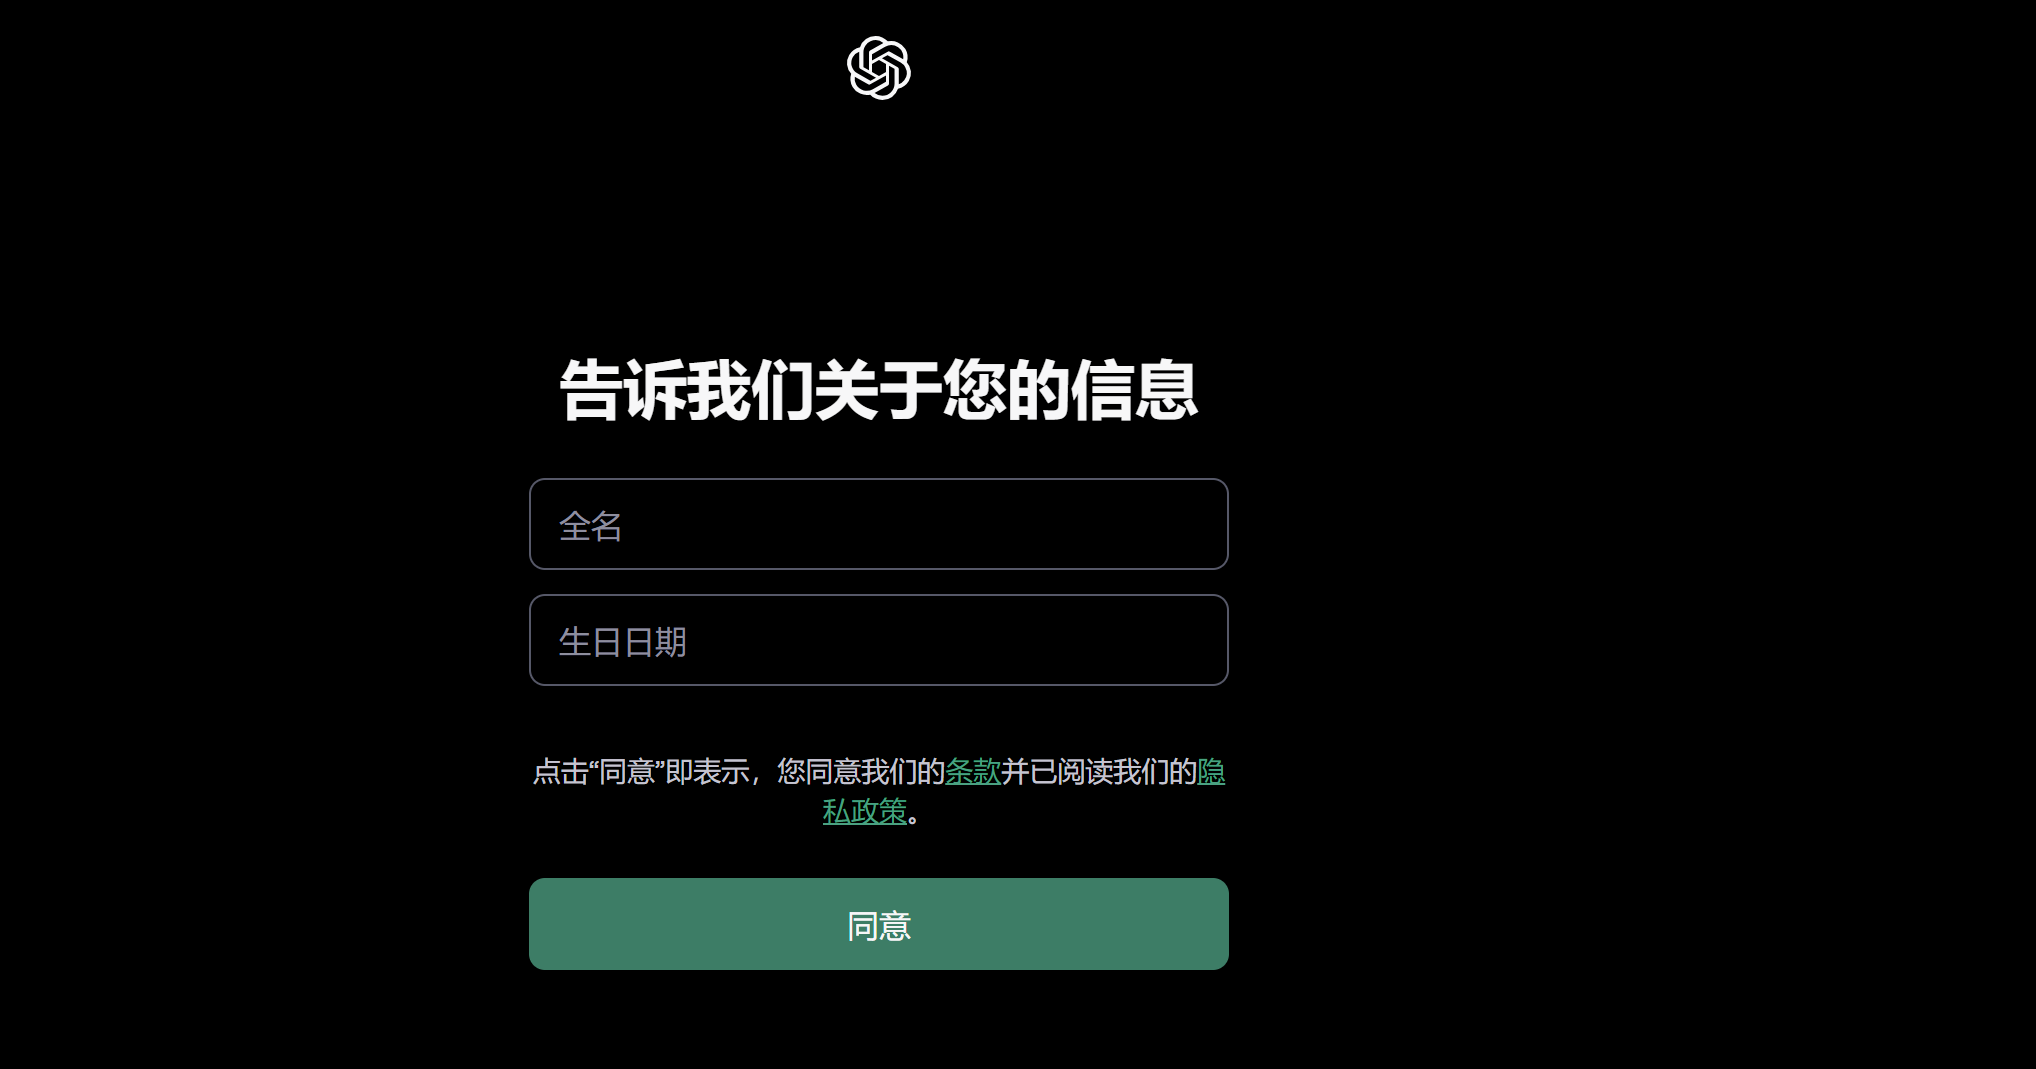 告诉我们关于您的信息
全名
生日日期
点击“同意”即表示，您同意我们的条款并已阅读我们的隐
私政策。
同意